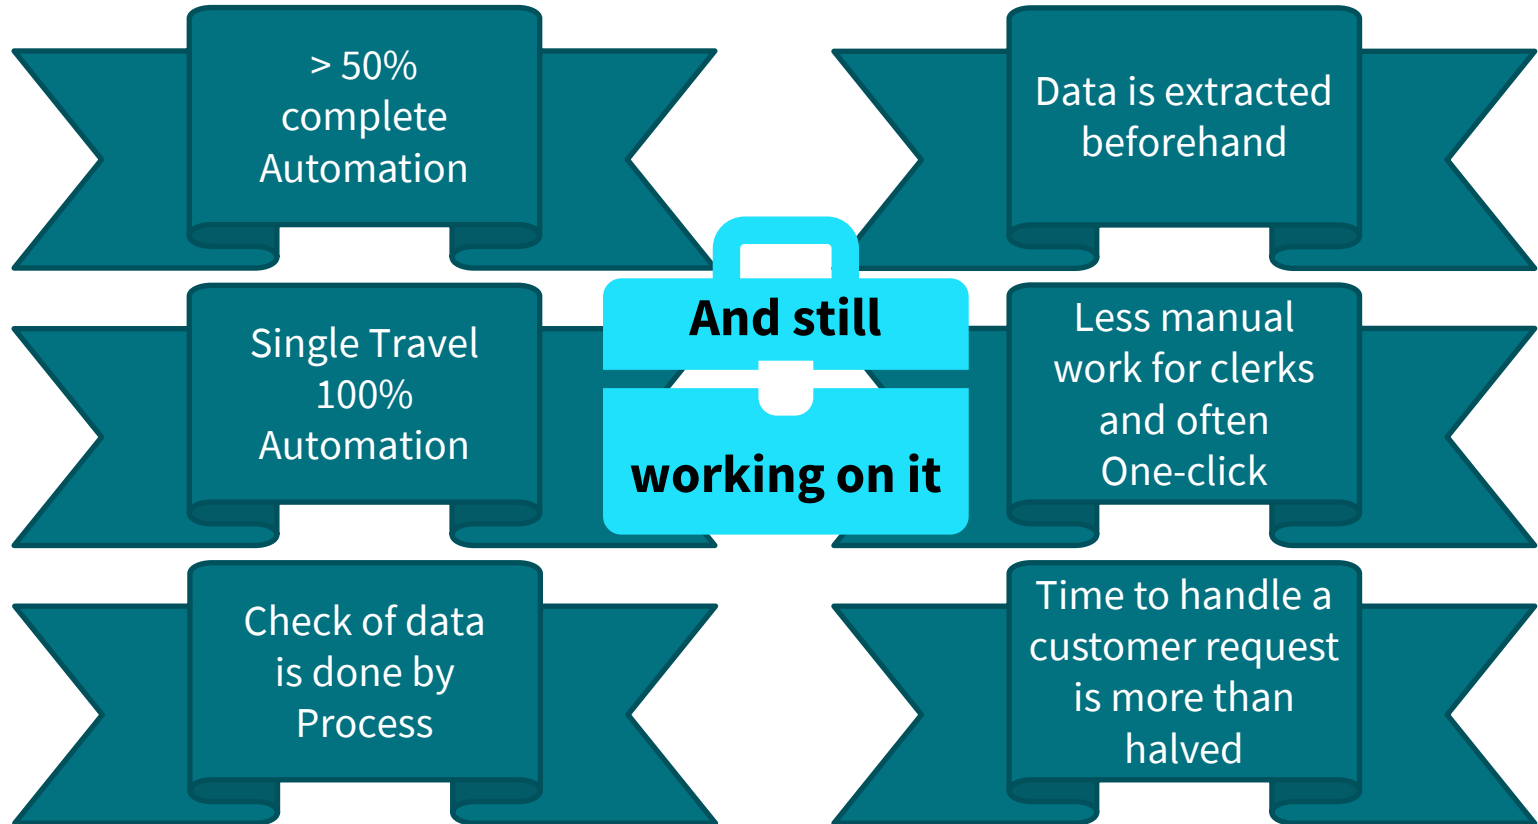 > 50%
complete
Automation
Data is extracted
beforehand
Single Travel
100%
Automation
And still
working on it
Less manual
work for clerks
and often
One-click
Check of data
is done by
Process
Time to handle a
customer request
is more than
halved